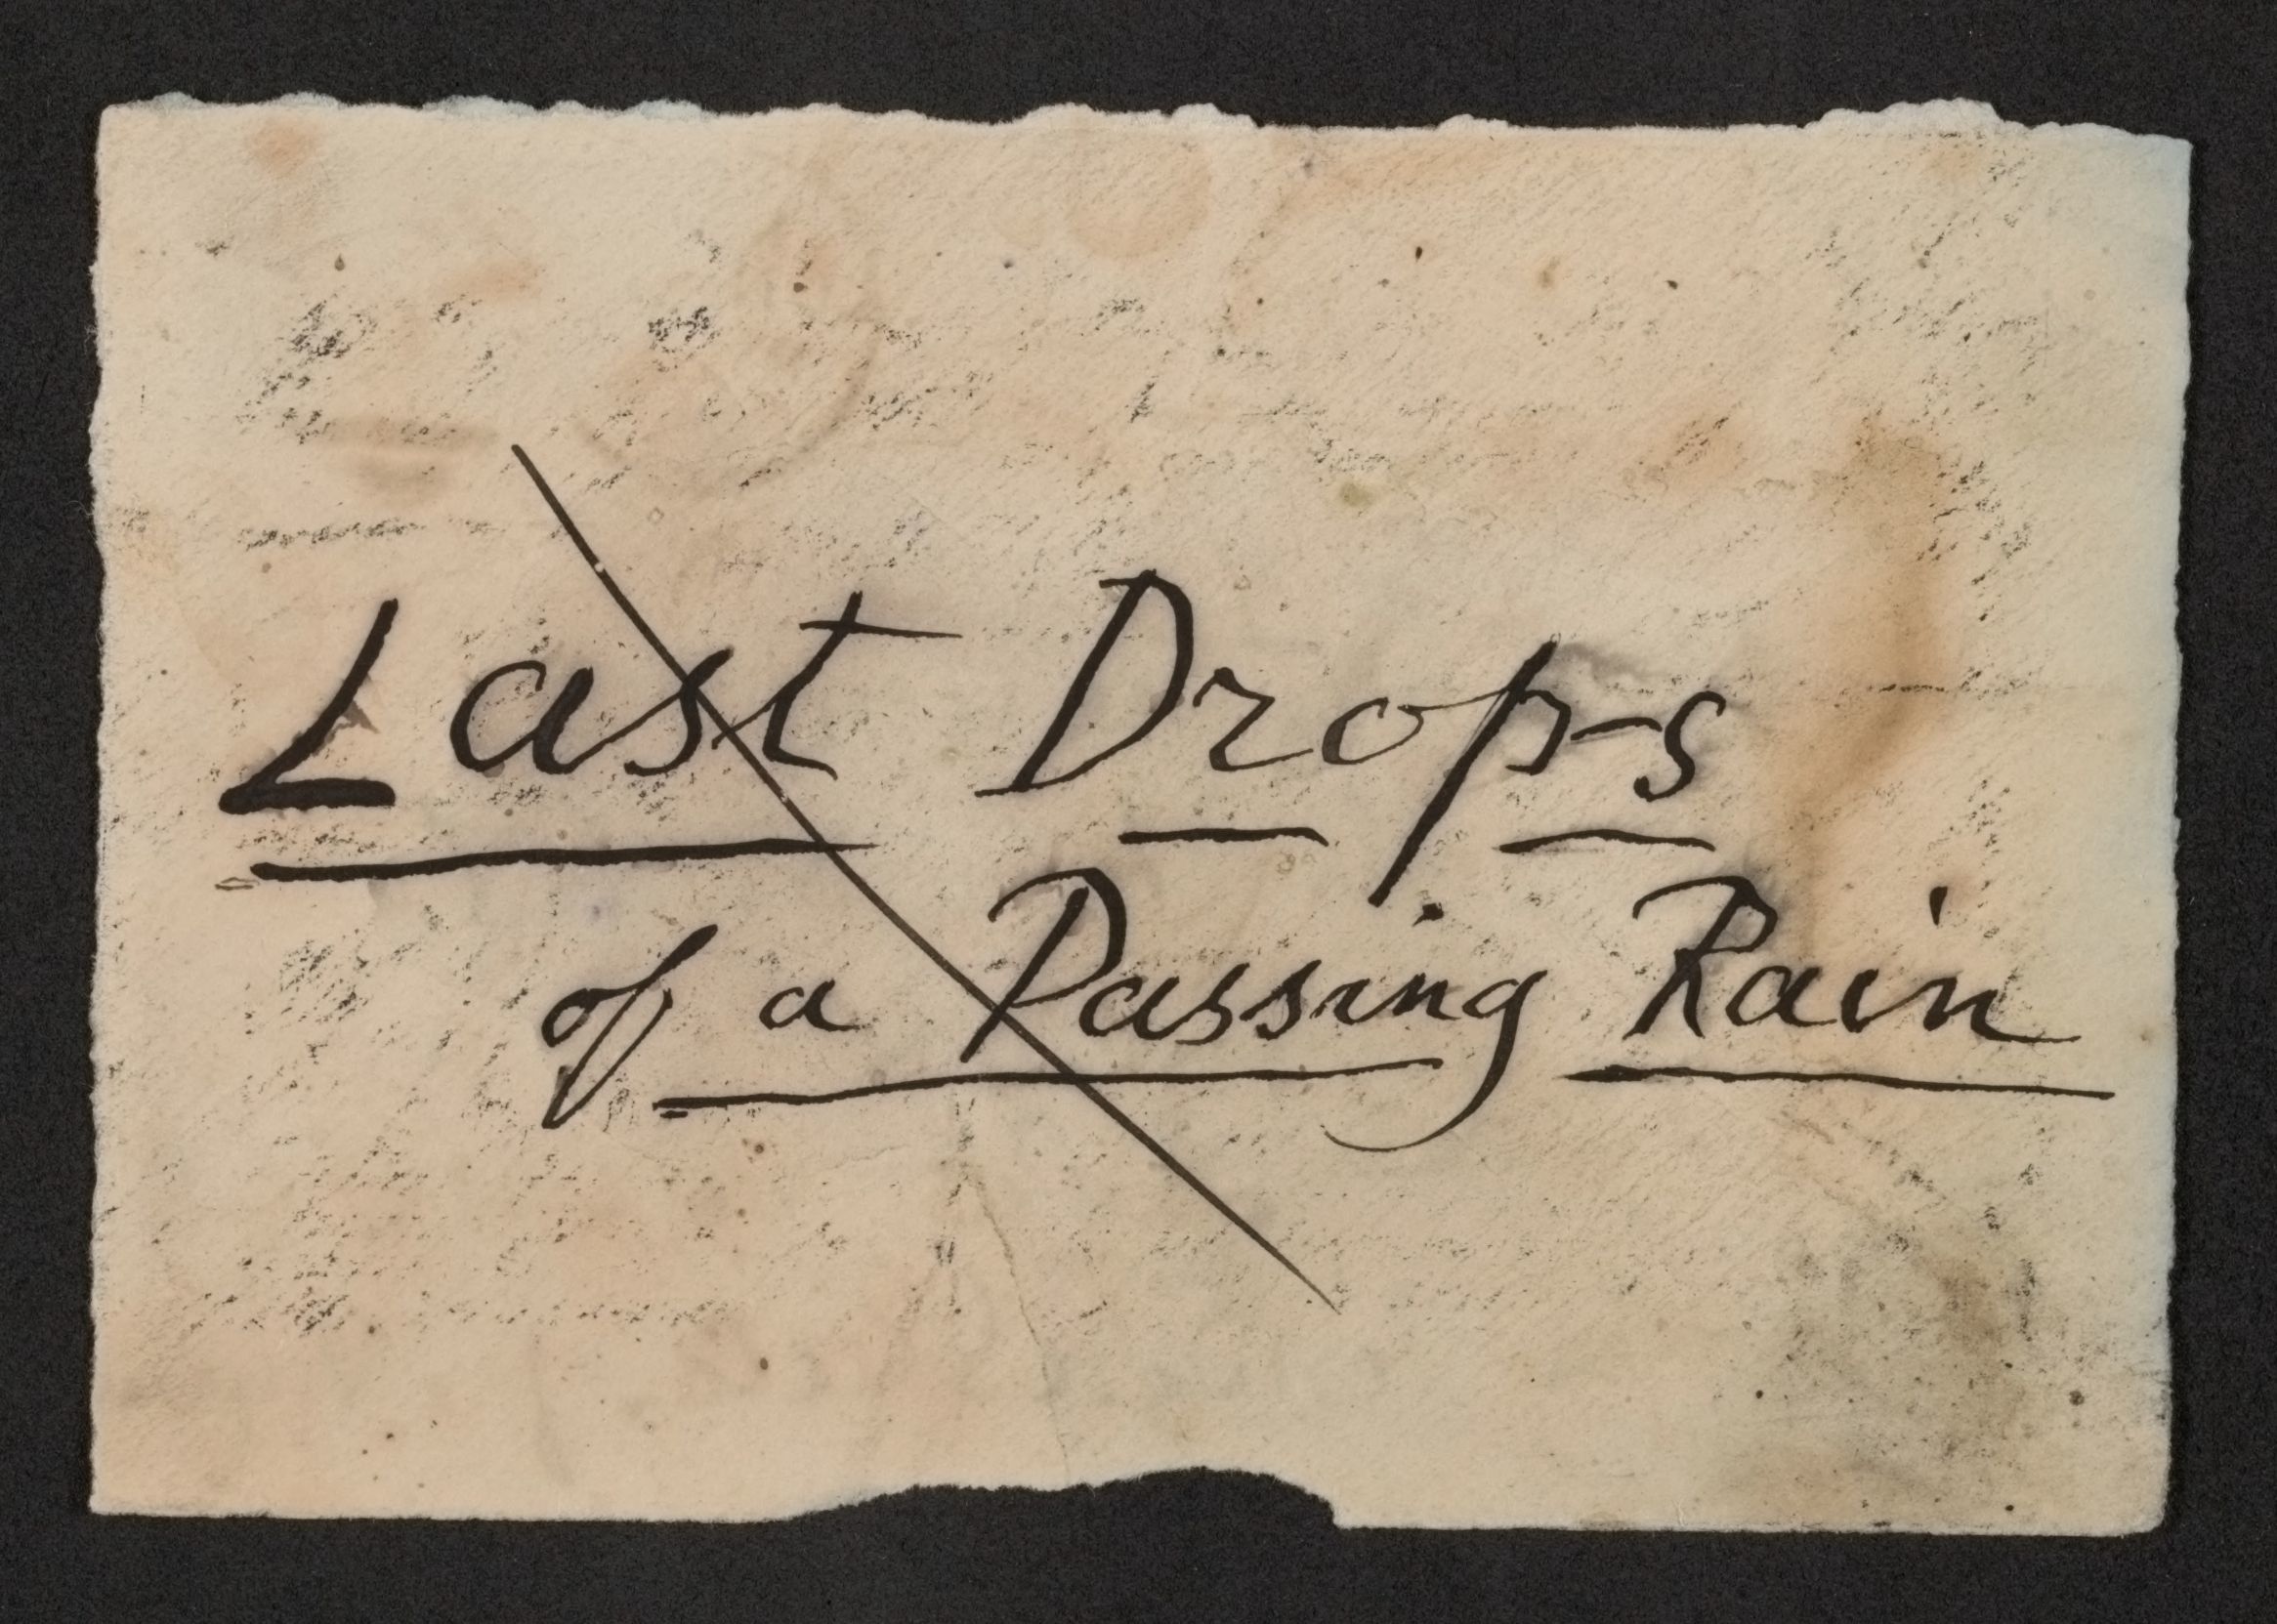 Last Drops
of a Passing Rain